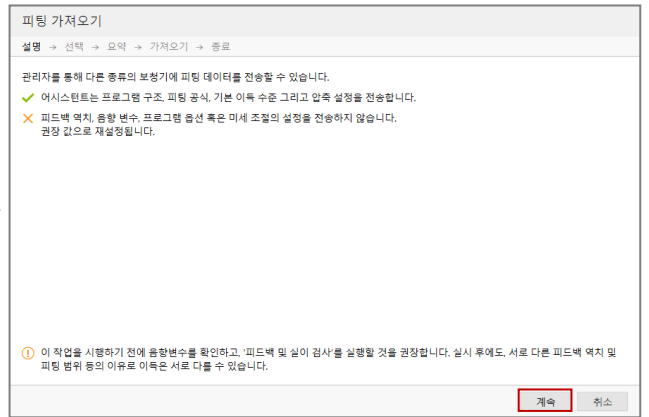 피팅 가져오기
설명 → 선택 → 요약 → 가져오기 → 종료
관리자를 통해 다른 종류의 보청기에 피팅 데이터를 전송할 수 있습니다.
어시스턴트는 프로그램 구조, 피팅 공식, 기본 이득 수준 그리고 압축 설정을 전송합니다.
피드백 역치, 음향 변수, 프로그램 옵션 혹은 미세 조절의 설정을 전송하지 않습니다.
권장 값으로 재설정됩니다.
이 작업을 시행하기 전에 음향변수를 확인하고, '피드백 및 실이 검사'를 실행할 것을 권장합니다. 실시 후에도, 서로 다른 피드백 역치 및
피팅 범위 등의 이유로 이득은 서로 다를 수 있습니다.
계속 취소